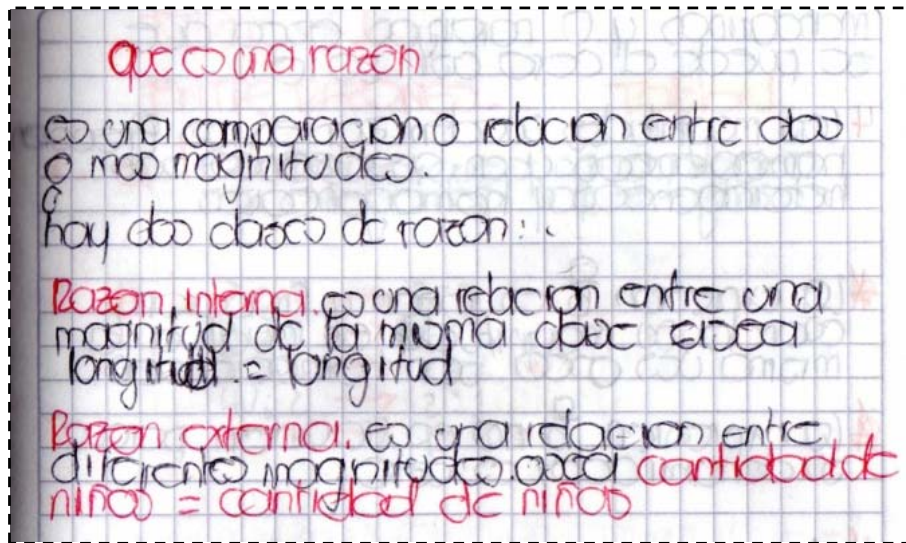 que es una razon
es una comparacion o relacion entre dos
o mas magnitudes.
hay dos clases de razon:.
Razon interna. es una relacion entre una
magnitud de la misma clase osea
longitud. = longitud
Razon externa. es una relacion entre
diferentes magnitudes. osea cantidad de
niños = cantidad de niños